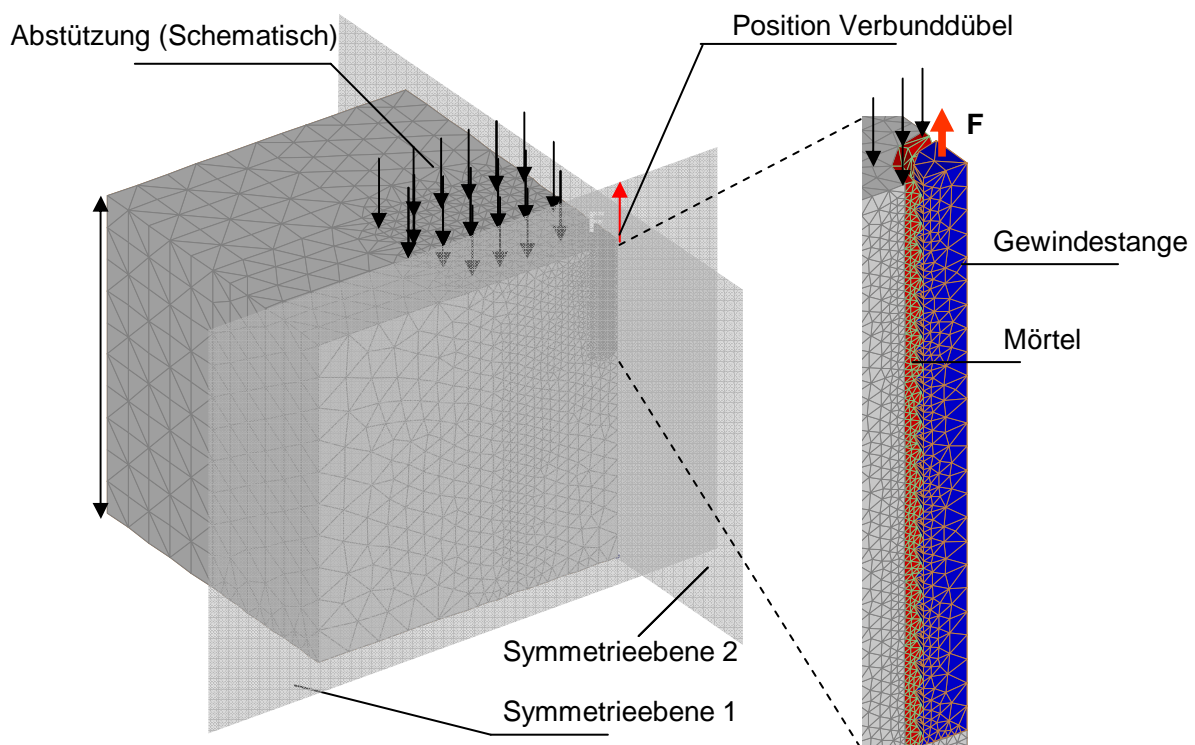 Abstützung (Schematisch)
Position Verbunddübel
F
F
Gewindestange
Mörtel
Symmetrieebene 2
Symmetrieebene 1